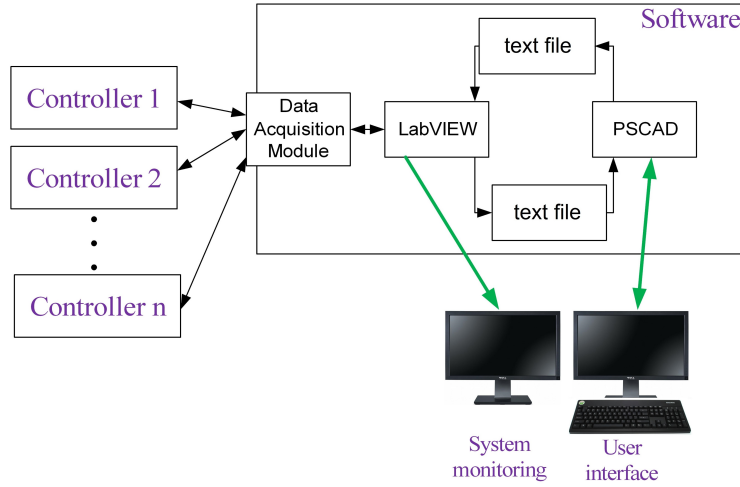 Software
text file
Controller 1
Data
Acquisition
Module
LabVIEW
PSCAD
Controller 2
text file
Controller n
System
monitoring
User
interface